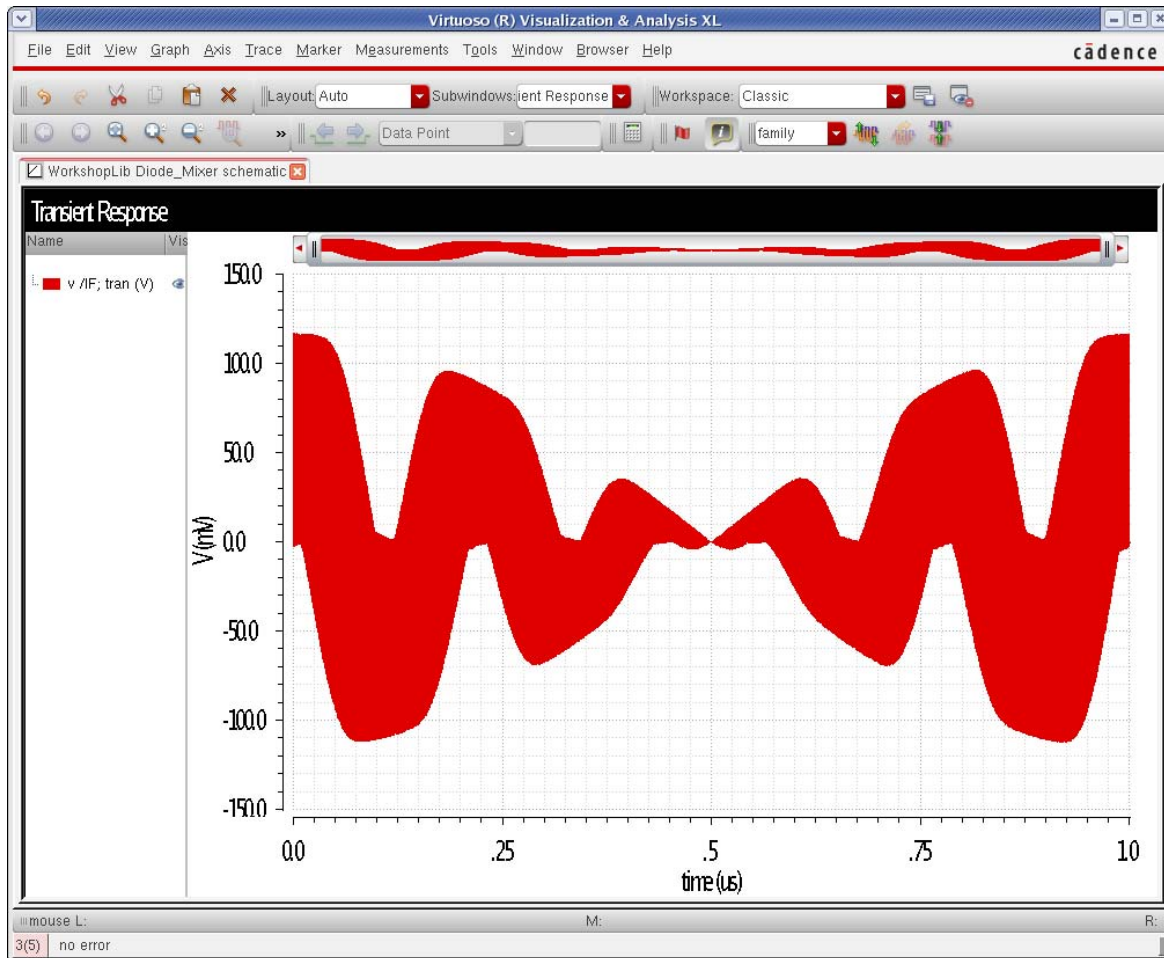 Virtuoso (R) Visualization & Analysis XL
File Edit View Graph Axis Trace Marker Measurements Tools Window Browser Help cādence
Layout: Auto Subwindows: ient Response Workspace: Classic
» Data Point family
WorkshopLib Diode_Mixer schematic
Transient Response
Name Vis
v /IF; tran (V)
150.0
100.0
50.0
0.0
-50.0
-100.0
-150.0
V (mV)
0.0 .25 .5 .75 1.0
time (us)
mouse L: M: R:
3(5) no error